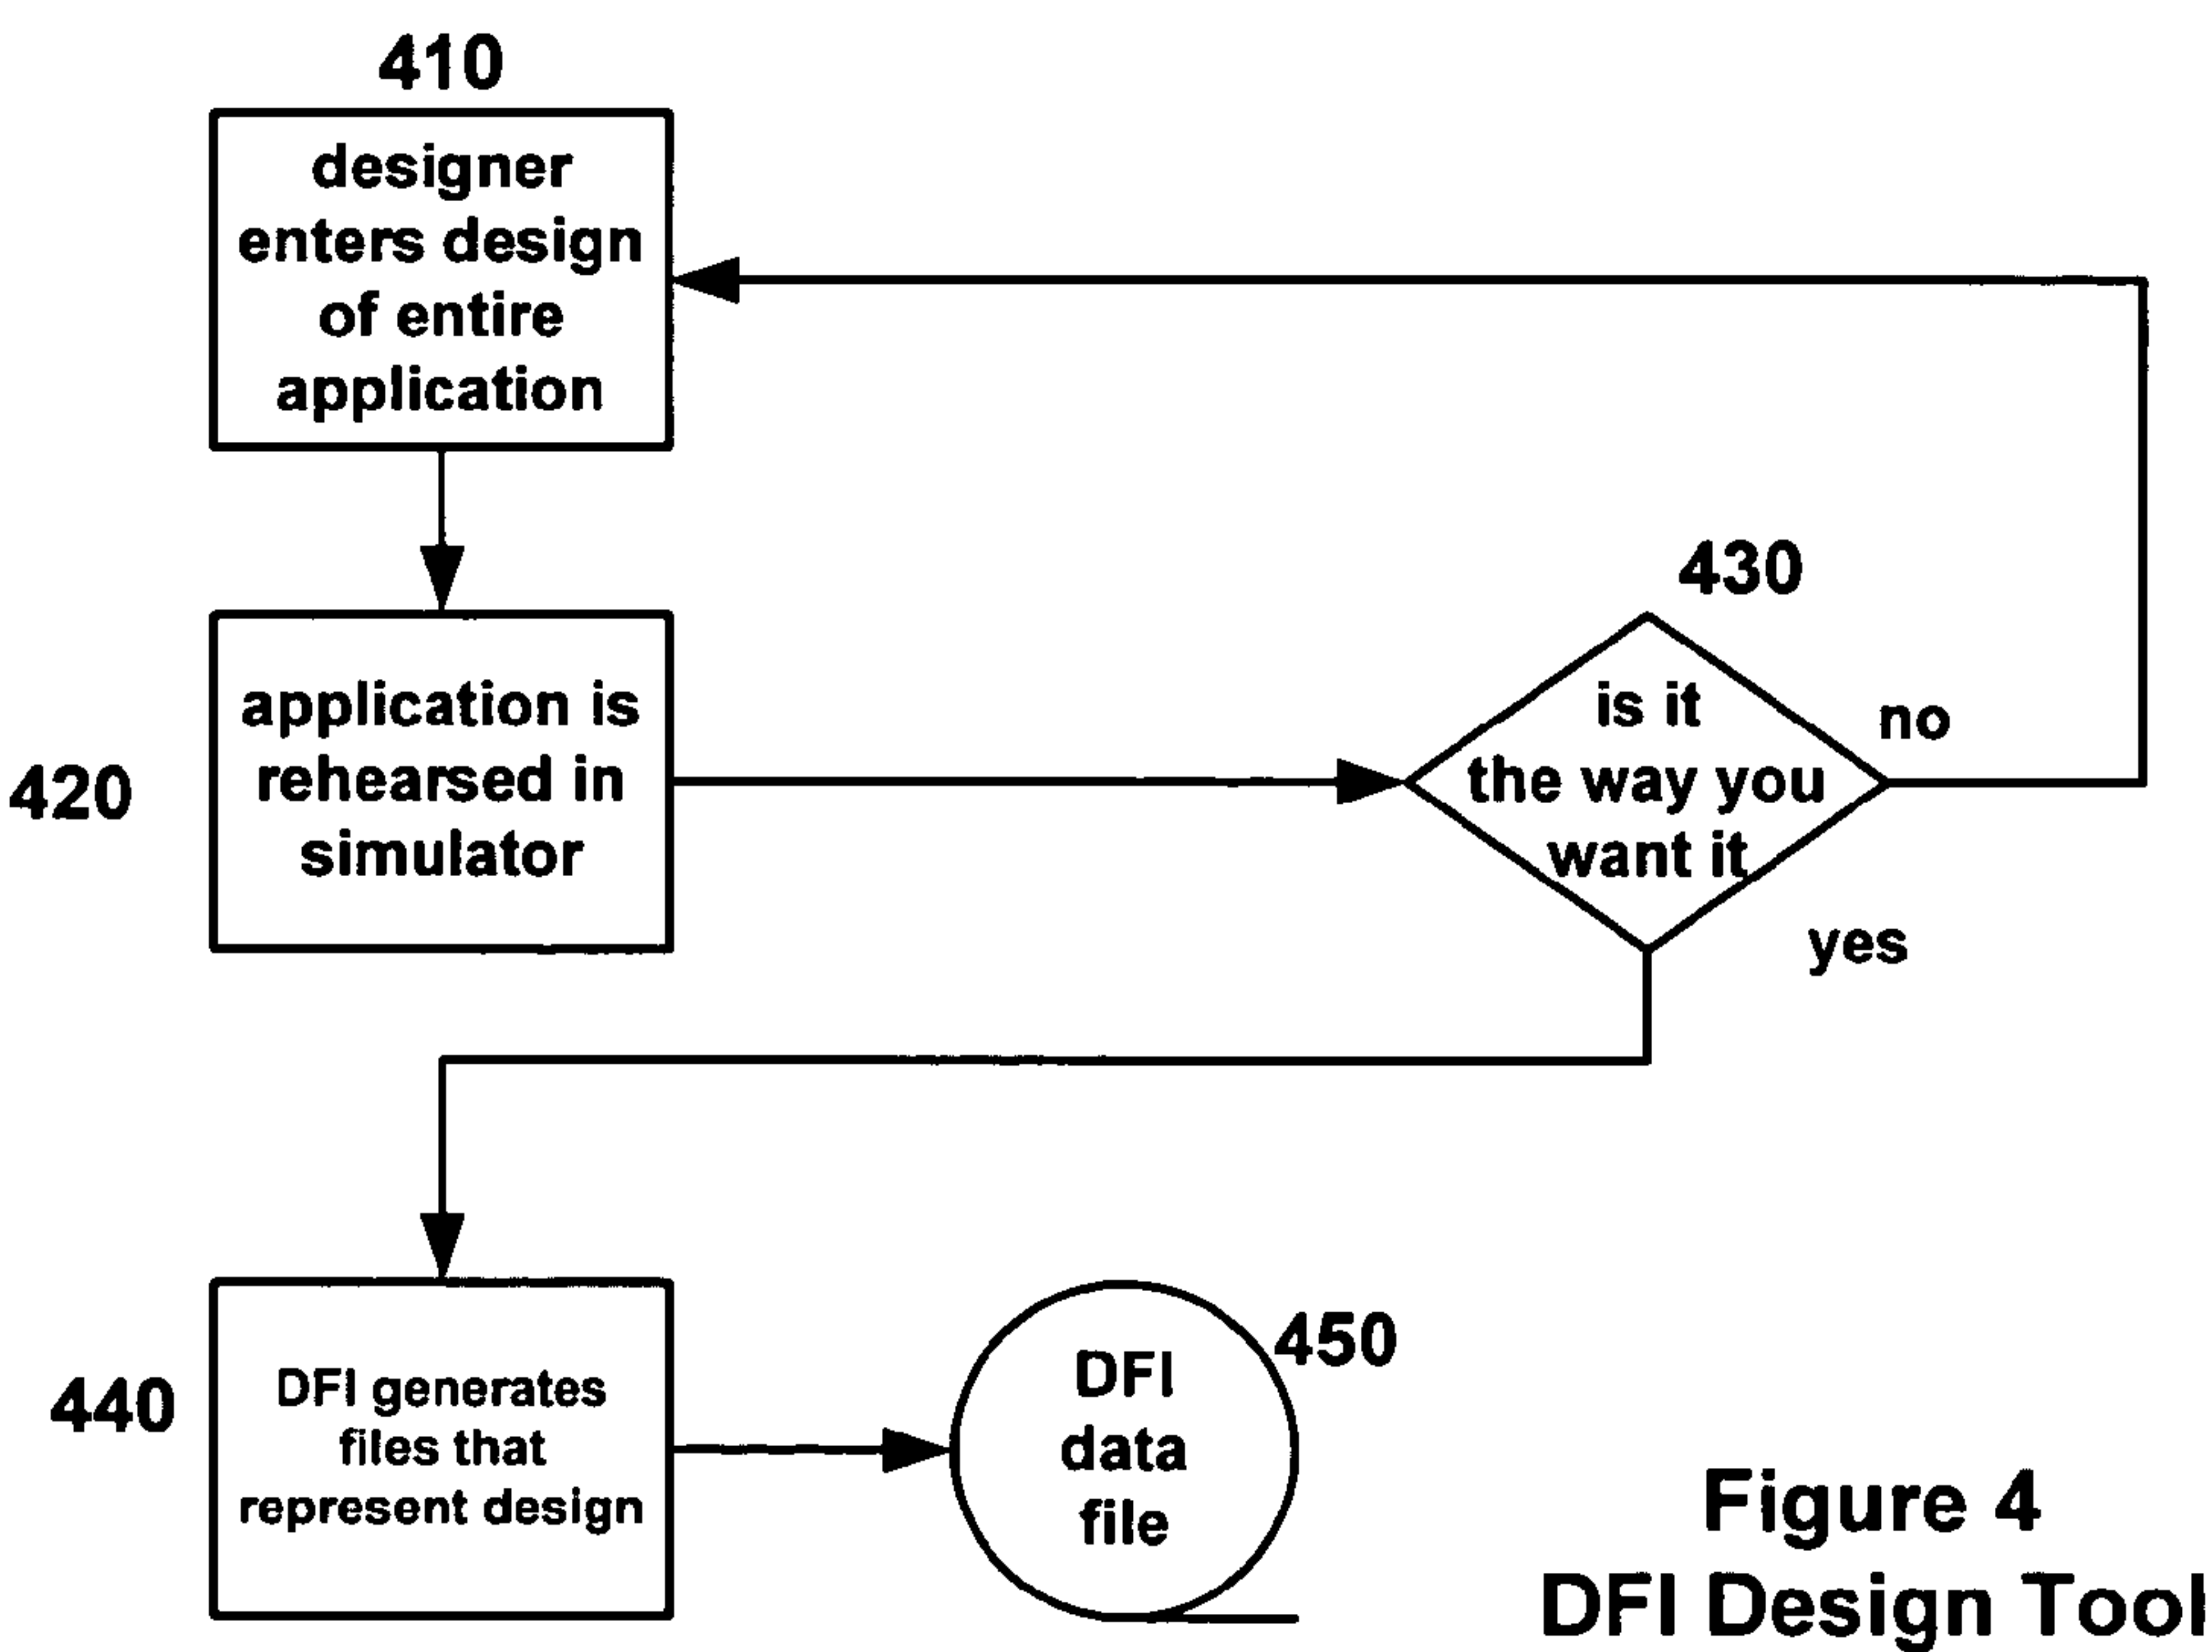 410
designer
enters design
of entire
application
420
application is
rehearsed in
simulator
430
is it
the way you
want it
no
yes
440
DFI generates
files that
represent design
450
DFI
data
file
Figure 4
DFI Design Tool